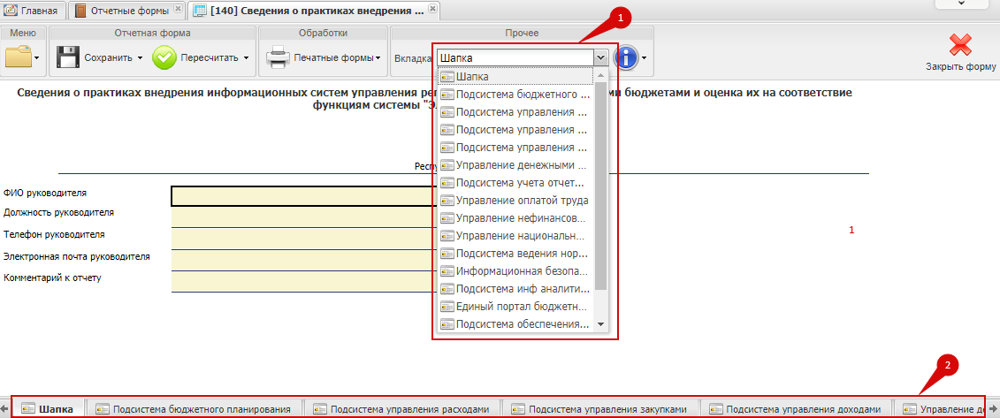 Главная
Отчетные формы
[140] Сведения о практиках внедрения ...
1
Меню
Отчетная форма
Обработки
Прочее
Сохранить
Пересчитать
Печатные формы
Вкладка
Шапка
Закрыть форму
Сведения о практиках внедрения информационных систем управления ре
ми бюджетами и оценка их на соответствие
функциям системы "Э
Респу
Шапка
Подсистема бюджетного ...
Подсистема управления ...
Подсистема управления ...
Подсистема управления ...
Управление денежными ...
Подсистема учета отчет...
Управление оплатой труда
Управление нефинансов...
Управление национальн...
Подсистема ведения нор...
Информационная безопа...
Подсистема инф аналити...
Единый портал бюджетн...
Подсистема обеспечения...
ФИО руководителя
Должность руководителя
Телефон руководителя
Электронная почта руководителя
Комментарий к отчету
1
2
Шапка
Подсистема бюджетного планирования
Подсистема управления расходами
Подсистема управления закупками
Подсистема управления доходами
Управление де